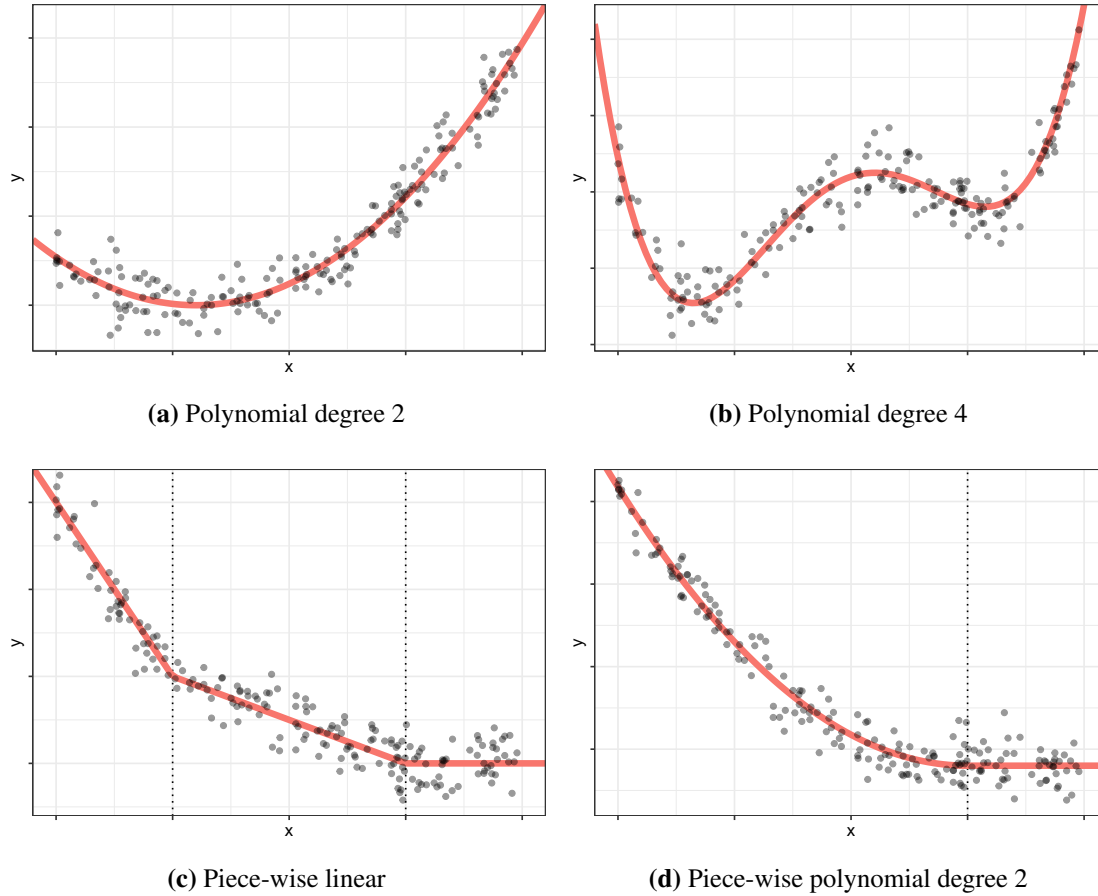 y
y
x
x
(a) Polynomial degree 2
(b) Polynomial degree 4
y
y
x
x
(c) Piece-wise linear
(d) Piece-wise polynomial degree 2